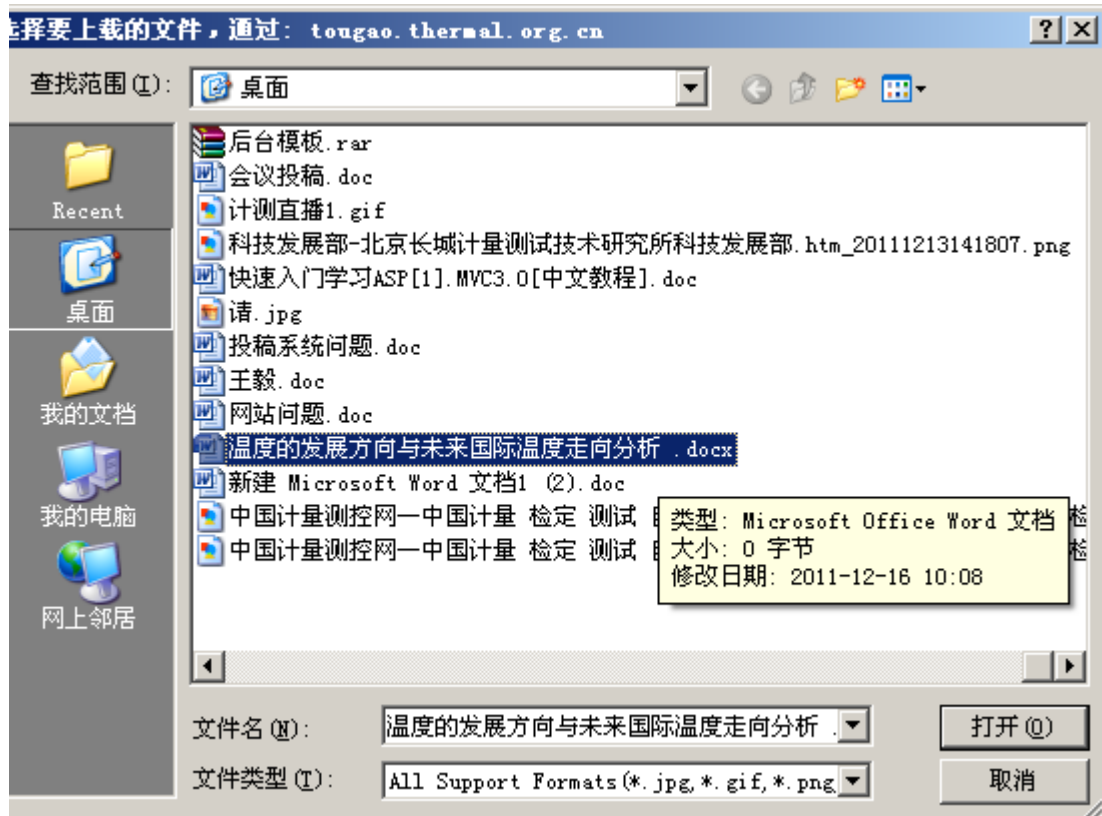 选择要上载的文件，通过: tougao.thermal.org.cn
查找范围(I):
桌面
Recent
桌面
我的文档
我的电脑
网上邻居
后台模板.rar
会议投稿.doc
计测直播1.gif
科技发展部-北京长城计量测试技术研究所科技发展部.htm_20111213141807.png
快速入门学习ASP[1].MVC3.0[中文教程].doc
请.jpg
投稿系统问题.doc
王毅.doc
网站问题.doc
温度的发展方向与未来国际温度走向分析 .docx
新建 Microsoft Word 文档1 (2).doc
中国计量测控网—中国计量 检定 测试
中国计量测控网—中国计量 检定 测试
类型: Microsoft Office Word 文档
大小: 0 字节
修改日期: 2011-12-16 10:08
文件名(N):
温度的发展方向与未来国际温度走向分析 .
打开(O)
文件类型(T):
All Support Formats(*.jpg,*.gif,*.png
取消